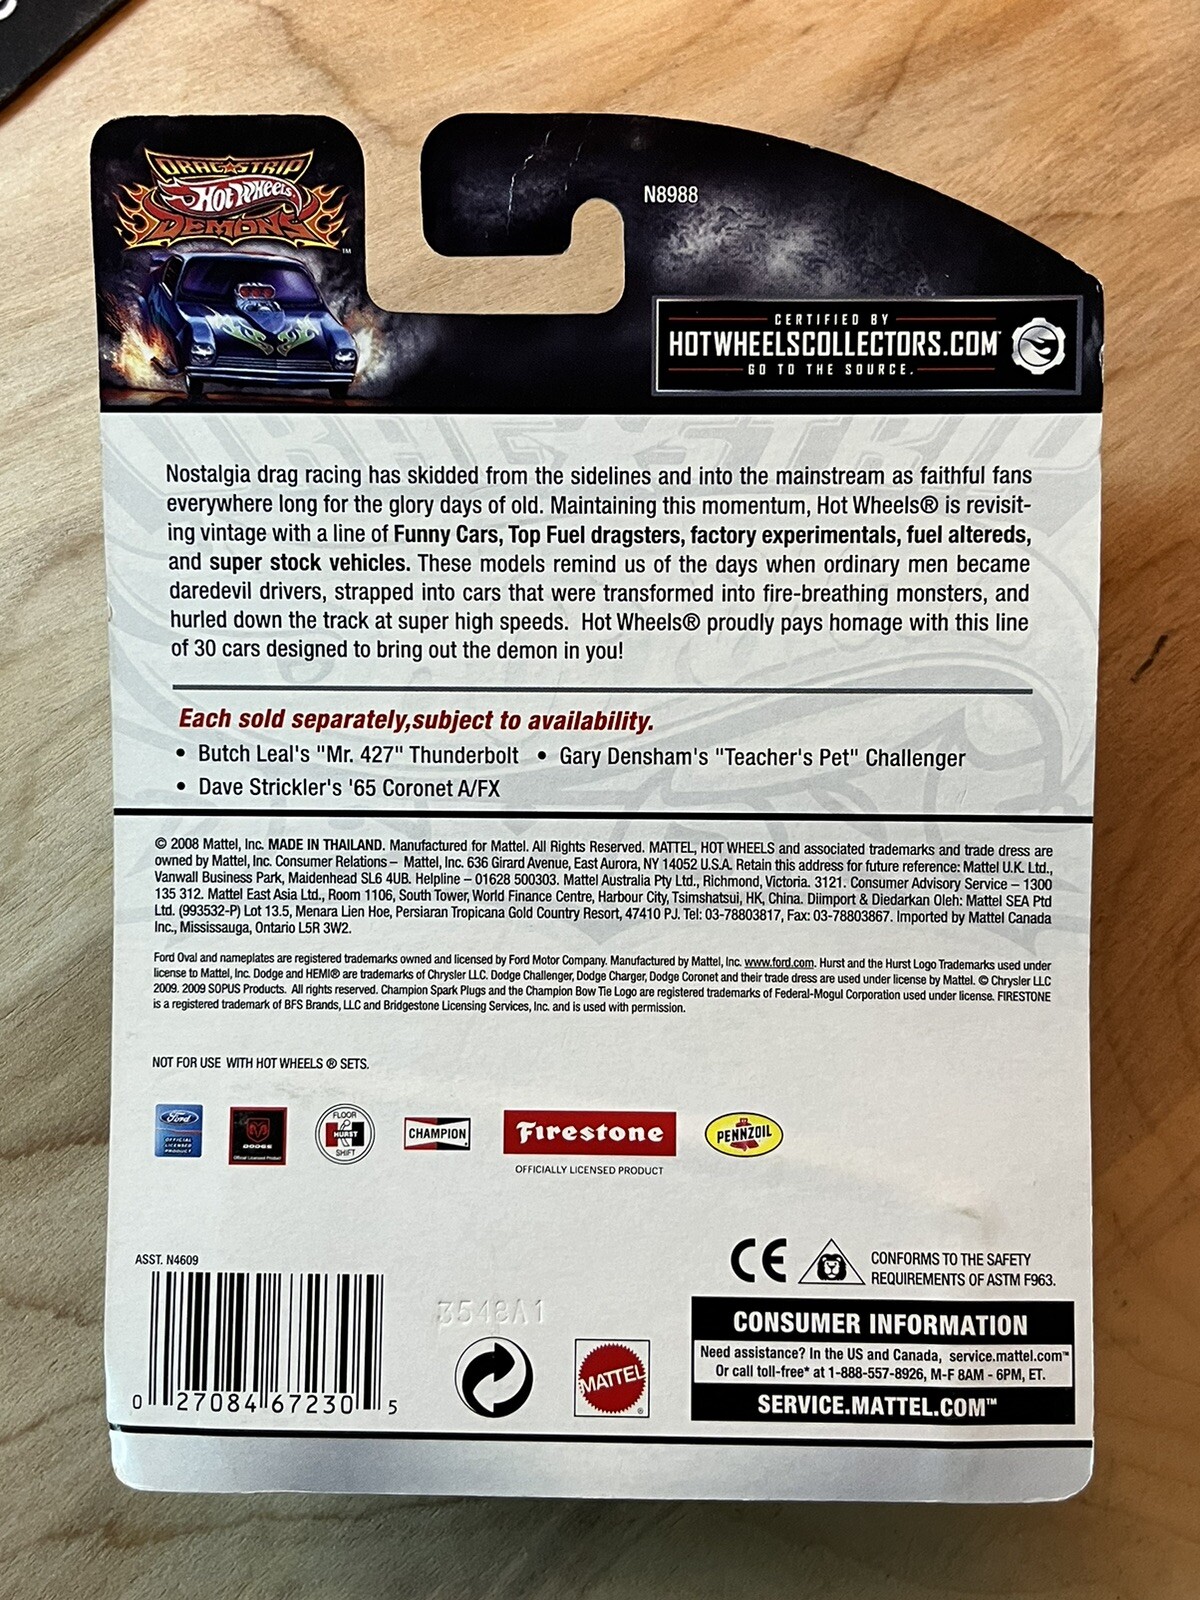 DRAG★STRIP
HOT WHEELS
DEMONS™
N8988
CERTIFIED BY
HOTWHEELSCOLLECTORS.COM™
GO TO THE SOURCE.
Nostalgia drag racing has skidded from the sidelines and into the mainstream as faithful fans
everywhere long for the glory days of old. Maintaining this momentum, Hot Wheels® is revisit-
ing vintage with a line of Funny Cars, Top Fuel dragsters, factory experimentals, fuel altereds,
and super stock vehicles. These models remind us of the days when ordinary men became
daredevil drivers, strapped into cars that were transformed into fire-breathing monsters, and
hurled down the track at super high speeds. Hot Wheels® proudly pays homage with this line
of 30 cars designed to bring out the demon in you!
Each sold separately,subject to availability.
• Butch Leal's "Mr. 427" Thunderbolt • Gary Densham's "Teacher's Pet" Challenger
• Dave Strickler's '65 Coronet A/FX
© 2008 Mattel, Inc. MADE IN THAILAND. Manufactured for Mattel. All Rights Reserved. MATTEL, HOT WHEELS and associated trademarks and trade dress are
owned by Mattel, Inc. Consumer Relations – Mattel, Inc. 636 Girard Avenue, East Aurora, NY 14052 U.S.A. Retain this address for future reference: Mattel U.K. Ltd.,
Vanwall Business Park, Maidenhead SL6 4UB. Helpline – 01628 500303. Mattel Australia Pty Ltd., Richmond, Victoria. 3121. Consumer Advisory Service – 1300
135 312. Mattel East Asia Ltd., Room 1106, South Tower, World Finance Centre, Harbour City, Tsimshatsui, HK, China. Diimport & Diedarkan Oleh: Mattel SEA Ptd
Ltd. (993532-P) Lot 13.5, Menara Lien Hoe, Persiaran Tropicana Gold Country Resort, 47410 PJ. Tel: 03-78803817, Fax: 03-78803867. Imported by Mattel Canada
Inc., Mississauga, Ontario L5R 3W2.
Ford Oval and nameplates are registered trademarks owned and licensed by Ford Motor Company. Manufactured by Mattel, Inc. www.ford.com. Hurst and the Hurst Logo Trademarks used under
license to Mattel, Inc. Dodge and HEMI® are trademarks of Chrysler LLC. Dodge Challenger, Dodge Charger, Dodge Coronet and their trade dress are used under license by Mattel. © Chrysler LLC
2009. 2009 SOPUS Products. All rights reserved. Champion Spark Plugs and the Champion Bow Tie Logo are registered trademarks of Federal-Mogul Corporation used under license. FIRESTONE
is a registered trademark of BFS Brands, LLC and Bridgestone Licensing Services, Inc. and is used with permission.
NOT FOR USE WITH HOT WHEELS ® SETS.
Ford
OFFICIAL
LICENSED
PRODUCT
DODGE
Official Licensed Product
FLOOR
HURST
SHIFT
CHAMPION
Firestone
OFFICIALLY LICENSED PRODUCT
PENNZOIL
ASST. N4609
0 27084 67230 5
3548A1
MATTEL®
CE
CONFORMS TO THE SAFETY
REQUIREMENTS OF ASTM F963.
CONSUMER INFORMATION
Need assistance? In the US and Canada, service.mattel.com™
Or call toll-free* at 1-888-557-8926, M-F 8AM - 6PM, ET.
SERVICE.MATTEL.COM™